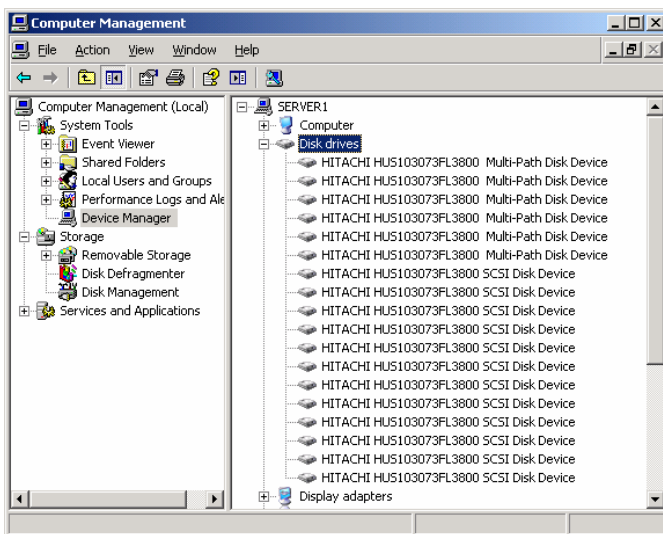 Computer Management
File Action View Window Help
Computer Management (Local)
System Tools
Event Viewer
Shared Folders
Local Users and Groups
Performance Logs and Ale
Device Manager
Storage
Removable Storage
Disk Defragmenter
Disk Management
Services and Applications
SERVER1
Computer
Disk drives
HITACHI HUS103073FL3800 Multi-Path Disk Device
HITACHI HUS103073FL3800 Multi-Path Disk Device
HITACHI HUS103073FL3800 Multi-Path Disk Device
HITACHI HUS103073FL3800 Multi-Path Disk Device
HITACHI HUS103073FL3800 Multi-Path Disk Device
HITACHI HUS103073FL3800 Multi-Path Disk Device
HITACHI HUS103073FL3800 SCSI Disk Device
HITACHI HUS103073FL3800 SCSI Disk Device
HITACHI HUS103073FL3800 SCSI Disk Device
HITACHI HUS103073FL3800 SCSI Disk Device
HITACHI HUS103073FL3800 SCSI Disk Device
HITACHI HUS103073FL3800 SCSI Disk Device
HITACHI HUS103073FL3800 SCSI Disk Device
HITACHI HUS103073FL3800 SCSI Disk Device
HITACHI HUS103073FL3800 SCSI Disk Device
HITACHI HUS103073FL3800 SCSI Disk Device
HITACHI HUS103073FL3800 SCSI Disk Device
HITACHI HUS103073FL3800 SCSI Disk Device
Display adapters